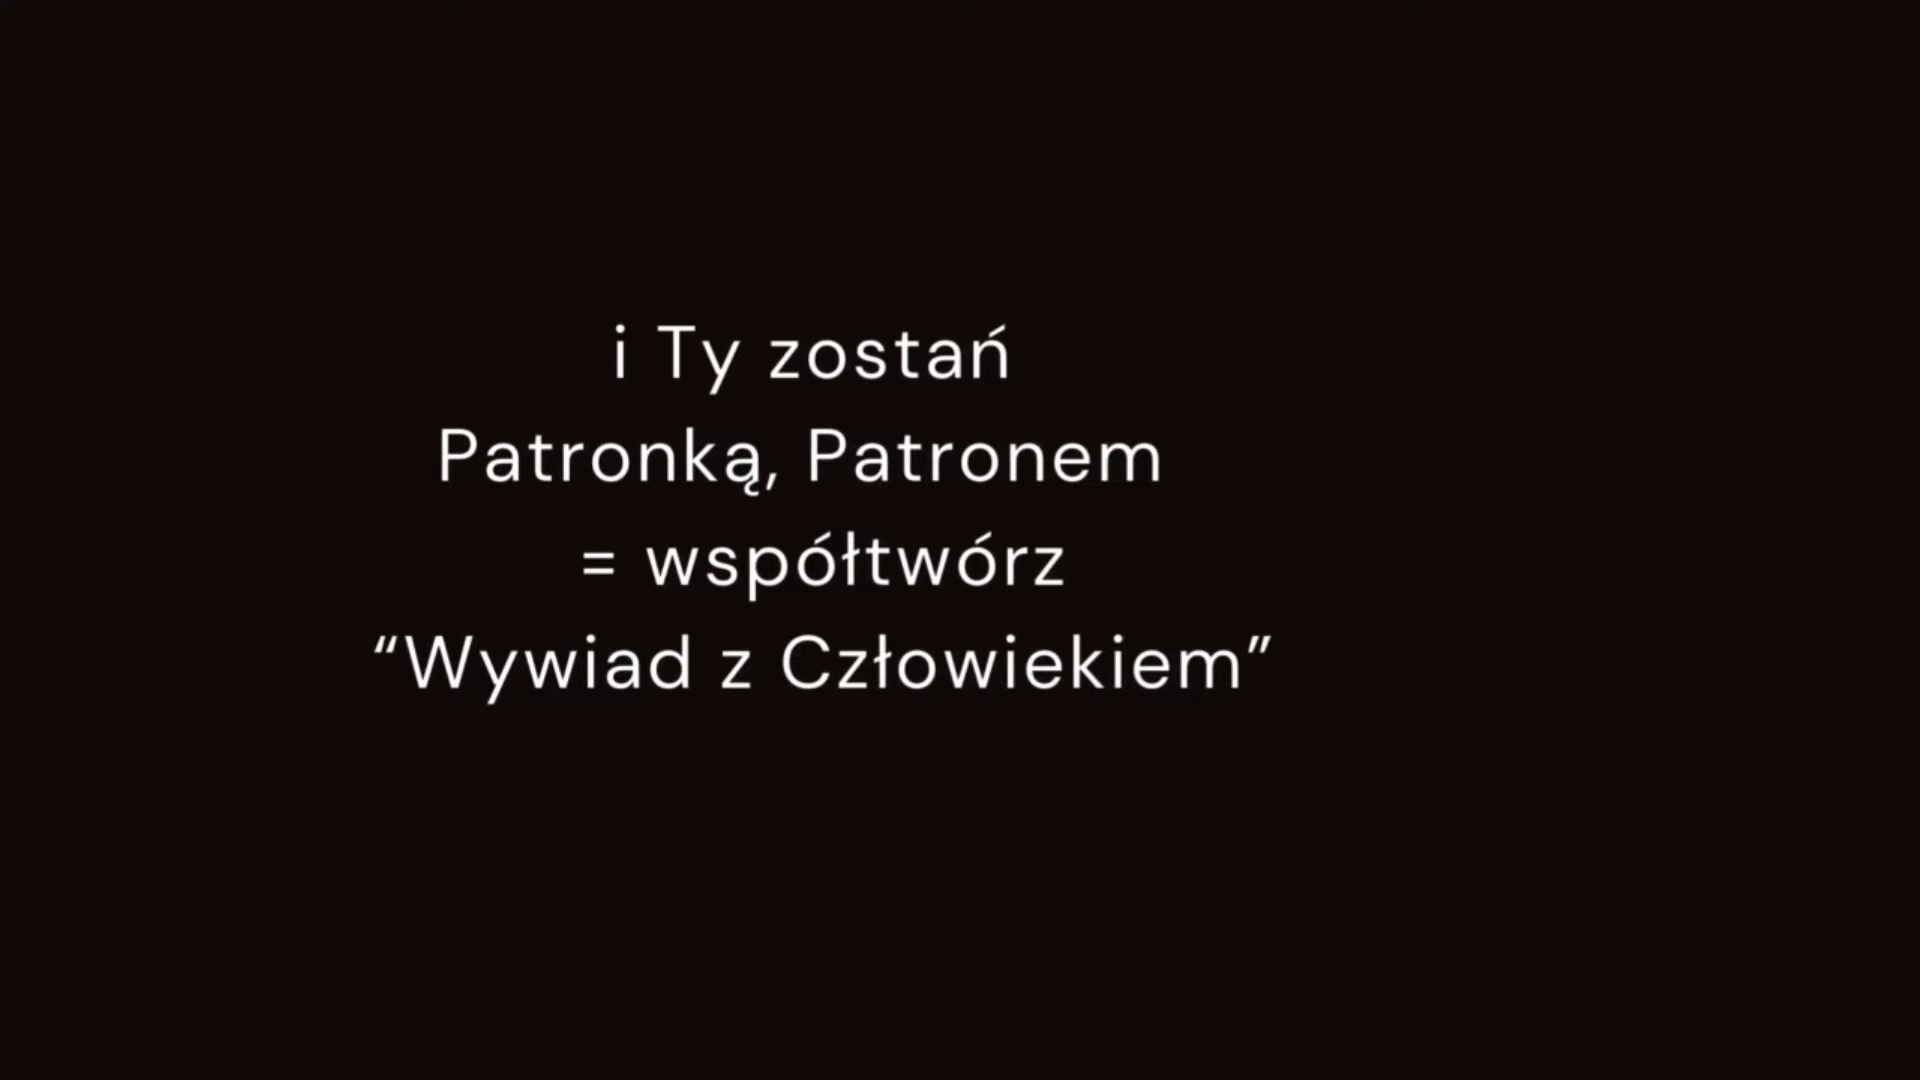 i Ty zostań
Patronką, Patronem
= współtwórz
“Wywiad z Człowiekiem”